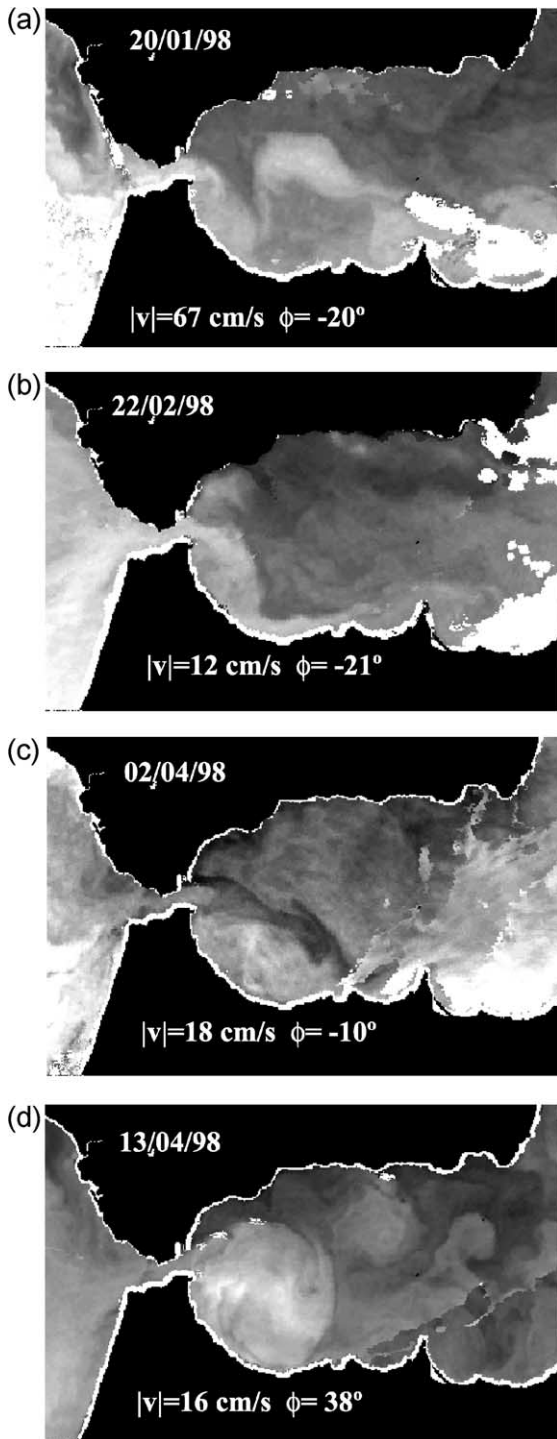 (a)
20/01/98
|v|=67 cm/s ϕ= -20º
(b)
22/02/98
|v|=12 cm/s ϕ= -21º
(c)
02/04/98
|v|=18 cm/s ϕ= -10º
(d)
13/04/98
|v|=16 cm/s ϕ= 38º